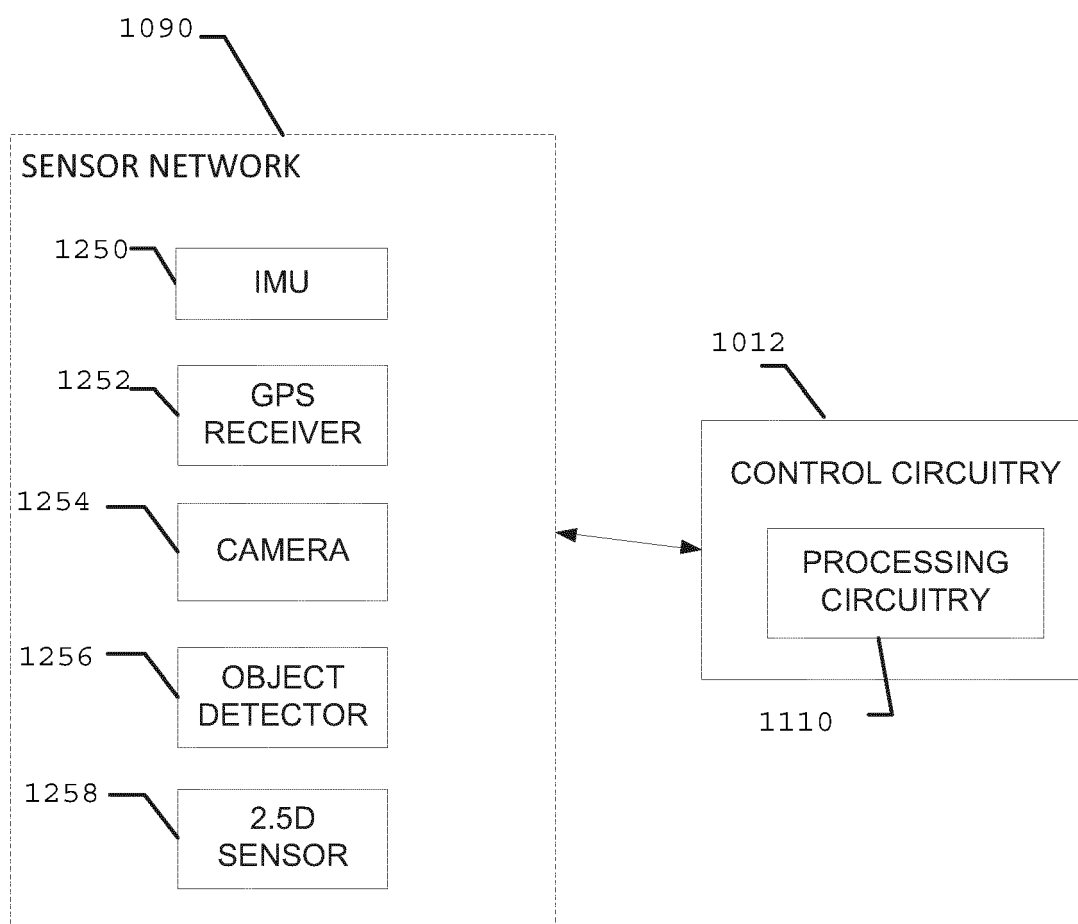 1090
SENSOR NETWORK
1250
IMU
1252
GPS
RECEIVER
1254
CAMERA
1256
OBJECT
DETECTOR
1258
2.5D
SENSOR
1012
CONTROL CIRCUITRY
PROCESSING
CIRCUITRY
1110